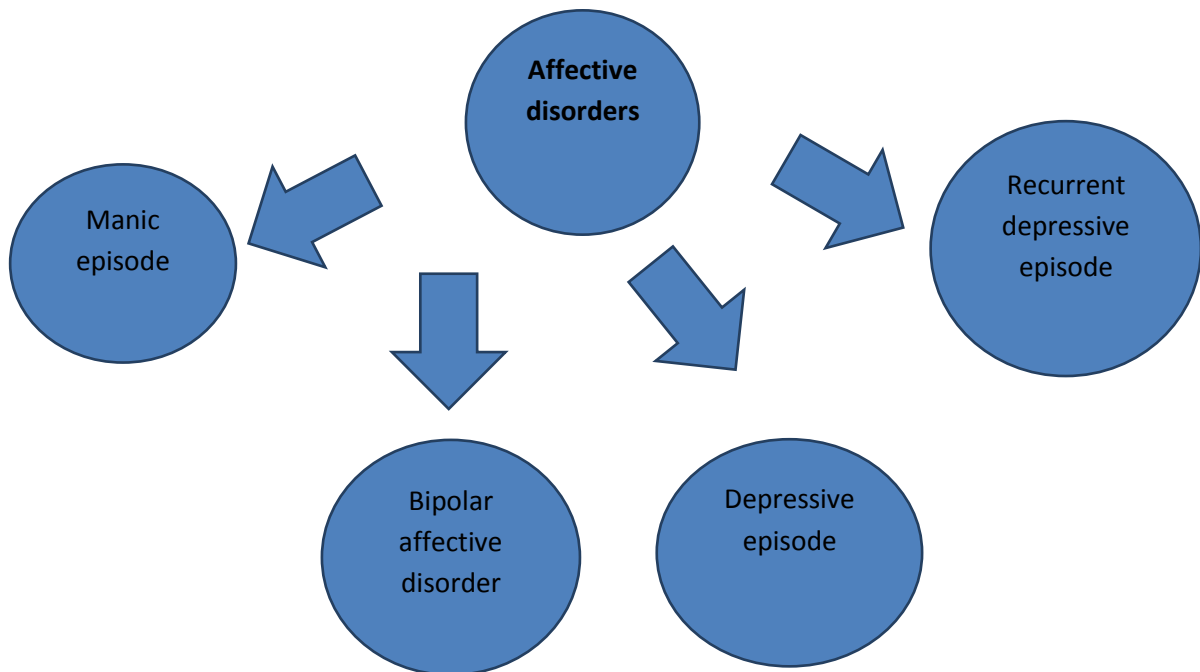 Affective
disorders
Manic
episode
Recurrent
depressive
episode
Bipolar
affective
disorder
Depressive
episode